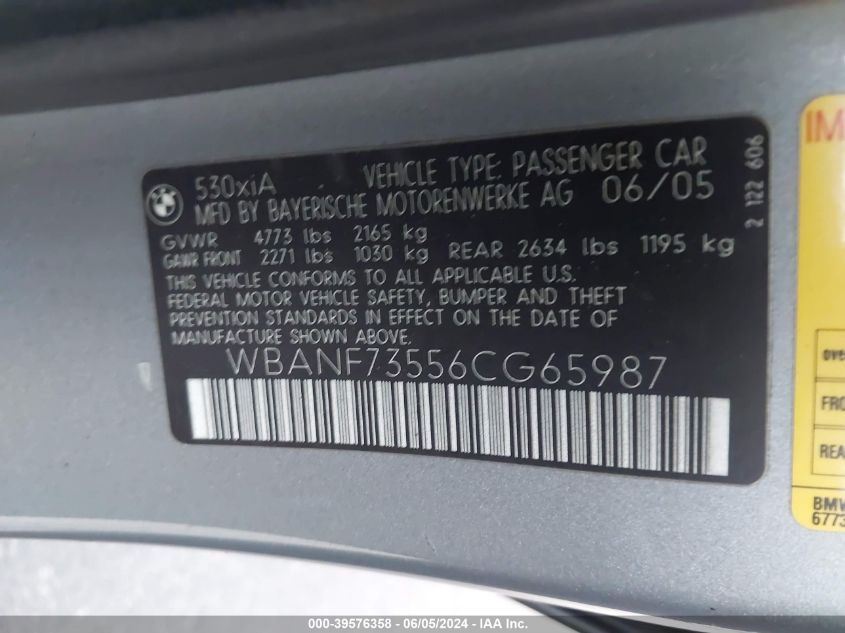 530xiA VEHICLE TYPE: PASSENGER CAR
MFD BY BAYERISCHE MOTORENWERKE AG 06/05
GVWR 4773 lbs 2165 kg
GAWR FRONT 2271 lbs 1030 kg REAR 2634 lbs 1195 kg
THIS VEHICLE CONFORMS TO ALL APPLICABLE U.S.
FEDERAL MOTOR VEHICLE SAFETY, BUMPER AND THEFT
PREVENTION STANDARDS IN EFFECT ON THE DATE OF
MANUFACTURE SHOWN ABOVE.
WBANF73556CG65987
2 122 606
BMW
6773
000-39576358 - 06/05/2024 - IAA Inc.